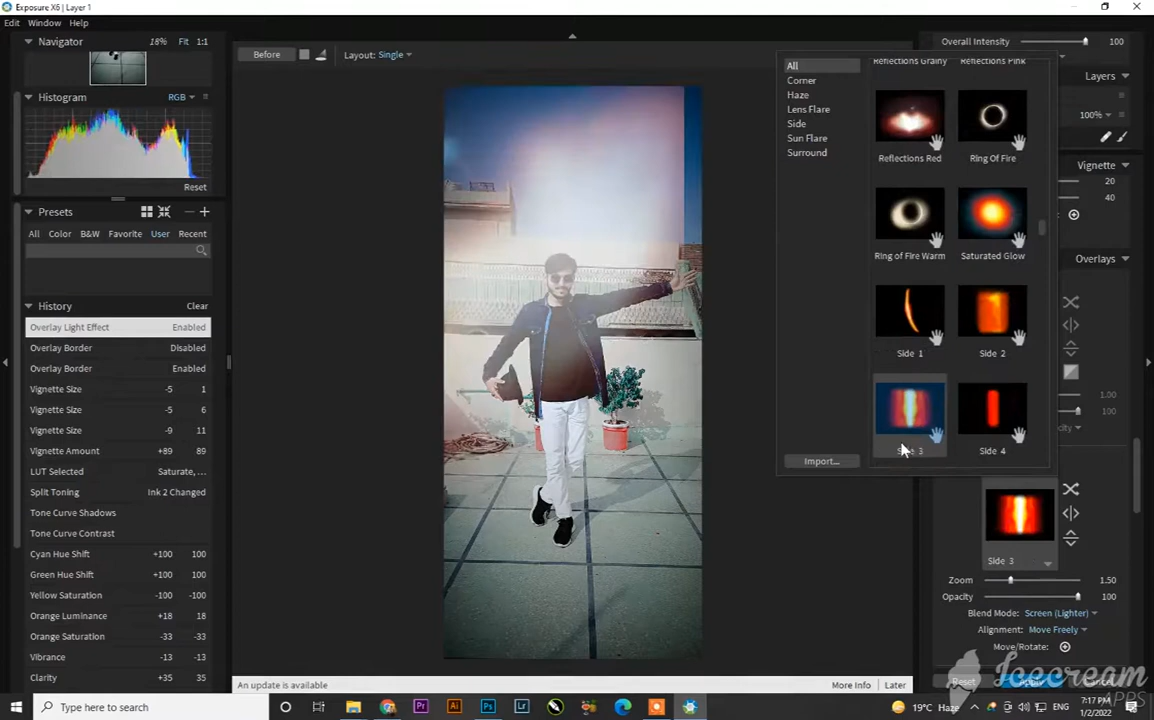 Exposure X6 | Layer 1
Edit Window Help
Navigator 18% Fit 1:1
Histogram RGB
Reset
Presets
All Color B&W Favorite User Recent
History Clear
Overlay Light Effect Enabled
Overlay Border Disabled
Overlay Border Enabled
Vignette Size -5 1
Vignette Size -5 6
Vignette Size -9 11
Vignette Amount +89 89
LUT Selected Saturate, ...
Split Toning Ink 2 Changed
Tone Curve Shadows
Tone Curve Contrast
Cyan Hue Shift +100 100
Green Hue Shift +100 100
Yellow Saturation -100 -100
Orange Luminance +18 18
Orange Saturation -33 -33
Vibrance -13 -13
Clarity +35 35
Before Layout: Single
An update is available More Info Later
All
Corner
Haze
Lens Flare
Side
Sun Flare
Surround
Import...
Reflections Grainy Reflections Pink
Reflections Red Ring Of Fire
Ring of Fire Warm Saturated Glow
Side 1 Side 2
Side 4
Overall Intensity 100
Layers
100%
Vignette
20
40
Overlays
1.00
100
Side 3
Zoom 1.50
Opacity 100
Blend Mode: Screen (Lighter)
Alignment: Move Freely
Move/Rotate:
Reset Apply Cancel
Icecream
APPS
Type here to search
19°C Haze ENG 7:17 PM
1/2/2022